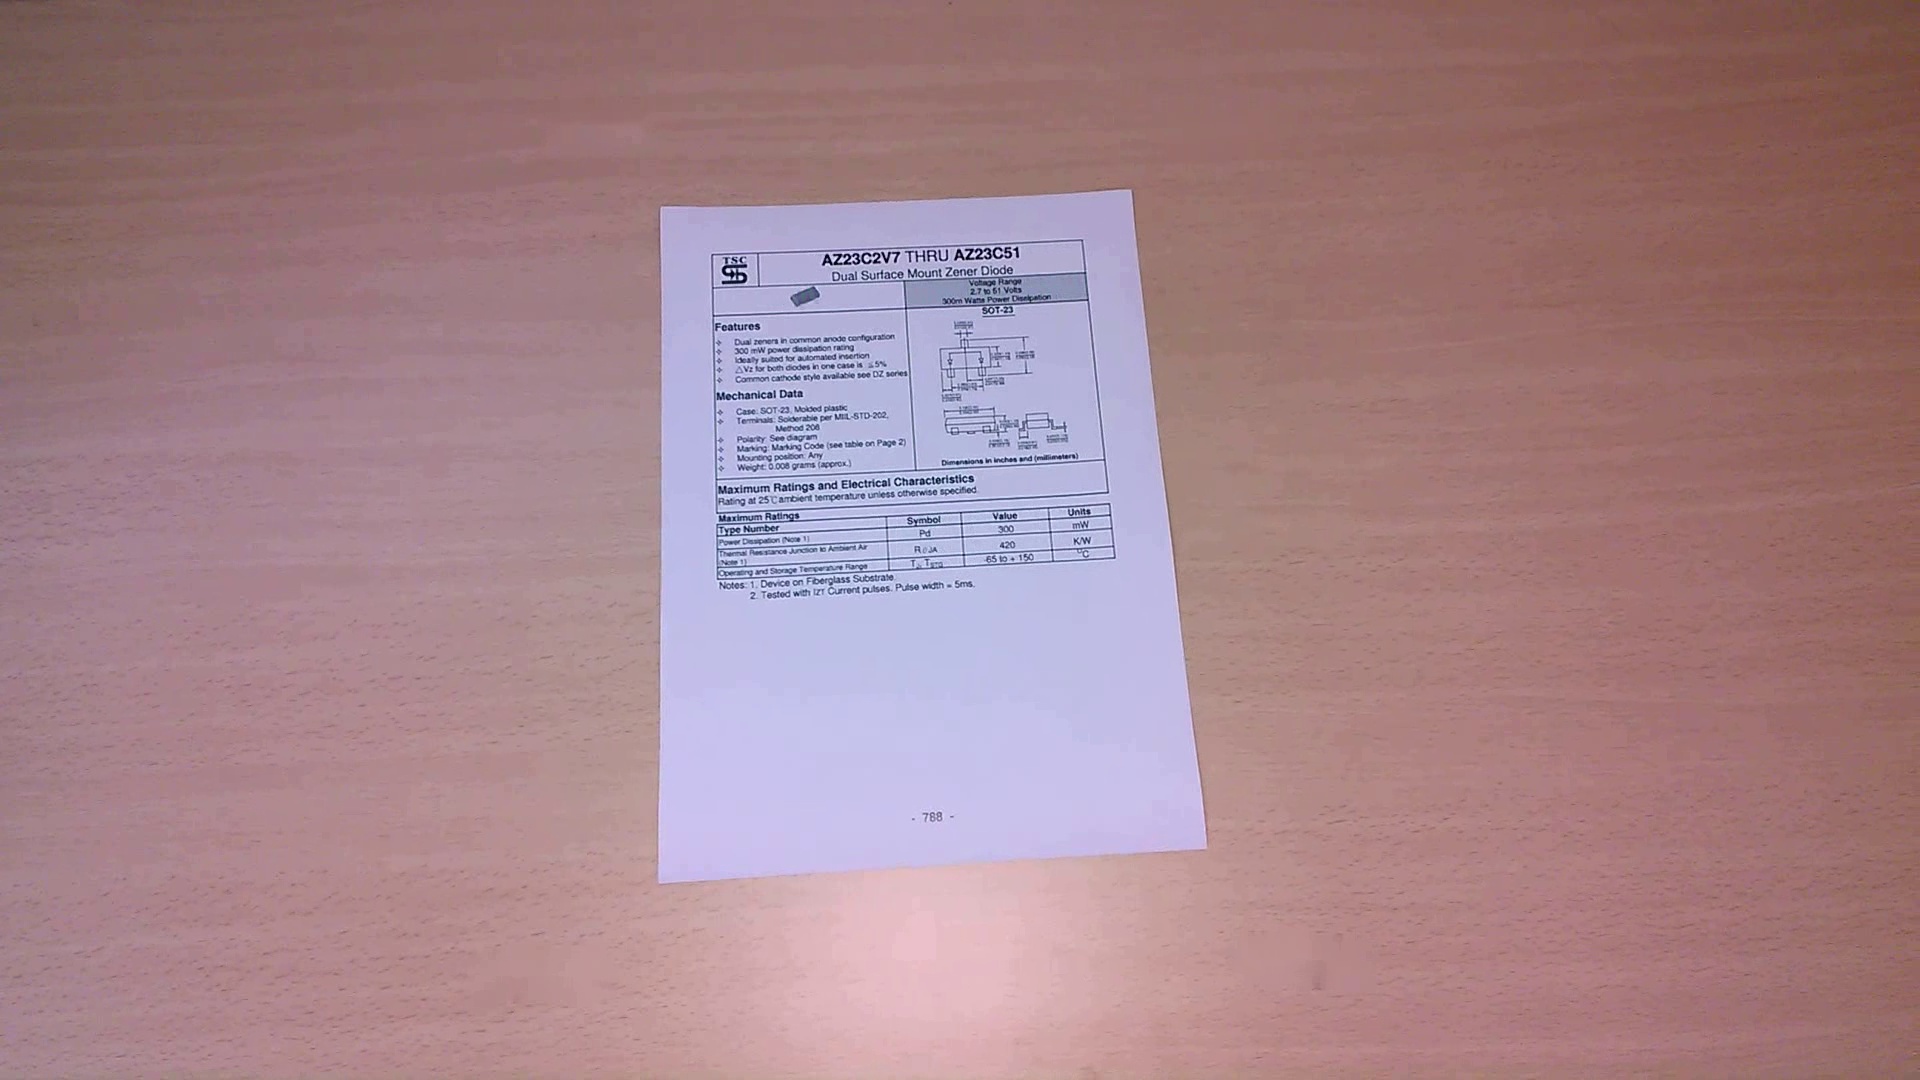 TSC
AZ23C2V7 THRU AZ23C51
Dual Surface Mount Zener Diode
Voltage Range
2.7 to 51 Volts
300m Watts Power Dissipation
SOT-23
Features
Dual zeners in common anode configuration
300 mW power dissipation rating
Ideally suited for automated insertion
△Vz for both diodes in one case is ≤5%
Common cathode style available see DZ series
Mechanical Data
Case: SOT-23, Molded plastic
Terminals: Solderable per MIIL-STD-202,
Method 208
Polarity: See diagram
Marking: Marking Code (see table on Page 2)
Mounting position: Any
Weight: 0.008 grams (approx.)
Dimensions in inches and (millimeters)
Maximum Ratings and Electrical Characteristics
Rating at 25℃ ambient temperature unless otherwise specified.
Maximum Ratings
Type Number Symbol Value Units
Power Dissipation (Note 1) Pd 300 mW
Thermal Resistance Junction to Ambient Air
(Note 1) RθJA 420 K/W
Operating and Storage Temperature Range TJ, TSTG -65 to + 150 °C
Notes: 1. Device on Fiberglass Substrate.
2. Tested with IZT Current pulses. Pulse width = 5ms.
- 788 -